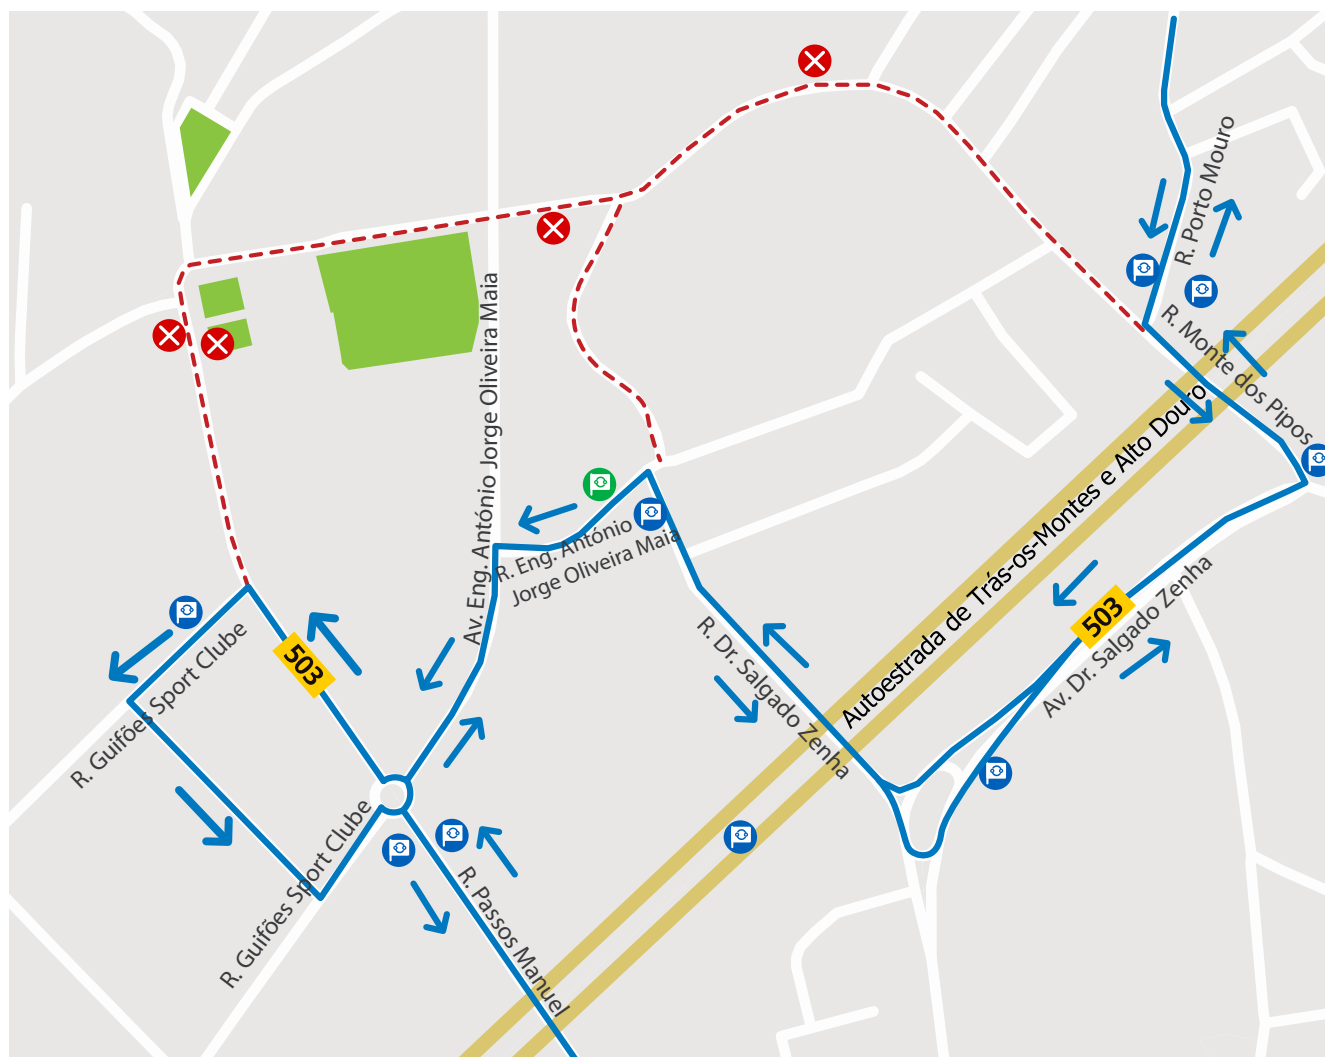 R. Porto Mouro
R. Monte dos Pipos
Av. Eng. António Jorge Oliveira Maia
R. Eng. António
Jorge Oliveira Maia
Autoestrada de Trás-os-Montes e Alto Douro
503
Av. Dr. Salgado Zenha
R. Dr. Salgado Zenha
R. Guifões Sport Clube
503
R. Guifões Sport Clube
R. Passos Manuel